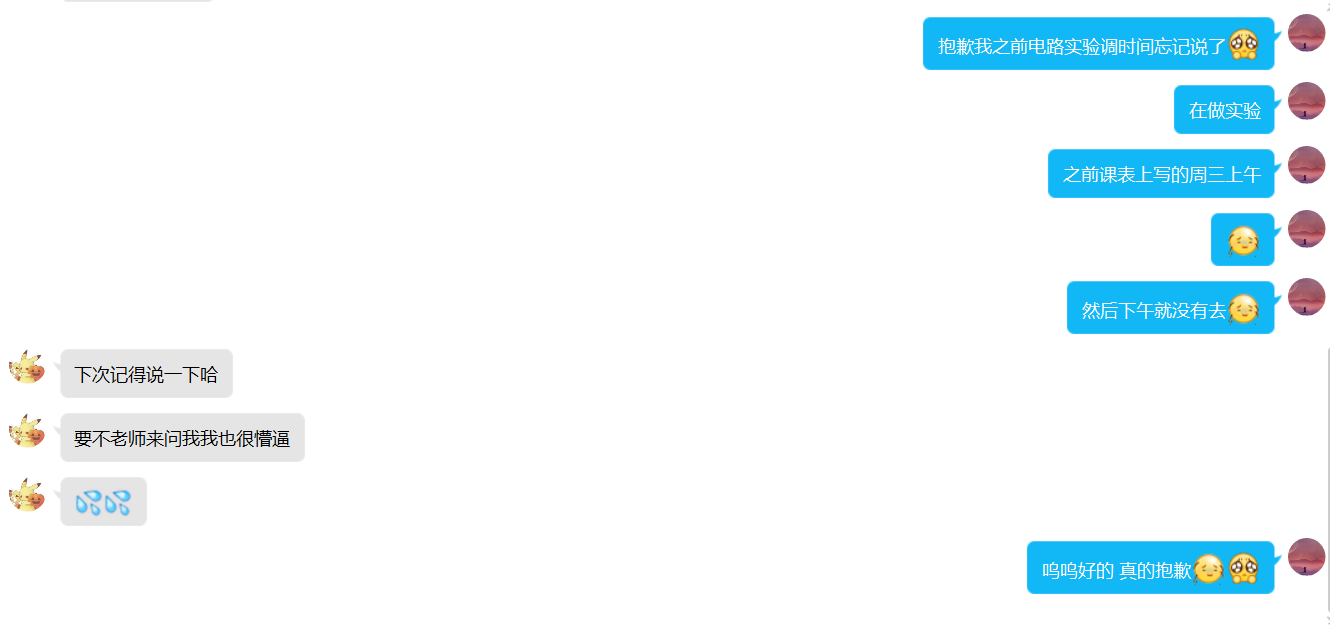 抱歉我之前电路实验调时间忘记说了
在做实验
之前课表上写的周三上午
然后下午就没有去
下次记得说一下哈
要不老师来问我我也很懵逼
呜呜好的 真的抱歉